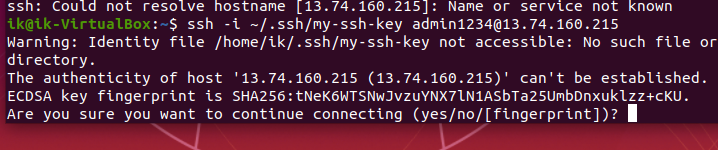 ssh: Could not resolve hostname [13.74.160.215]: Name or service not known
ik@ik-VirtualBox:~$ ssh -i ~/.ssh/my-ssh-key admin1234@13.74.160.215
Warning: Identity file /home/ik/.ssh/my-ssh-key not accessible: No such file or
directory.
The authenticity of host '13.74.160.215 (13.74.160.215)' can't be established.
ECDSA key fingerprint is SHA256:tNeK6WTSNwJvzuYNX7lN1ASbTa25UmbDnxuklzz+cKU.
Are you sure you want to continue connecting (yes/no/[fingerprint])?